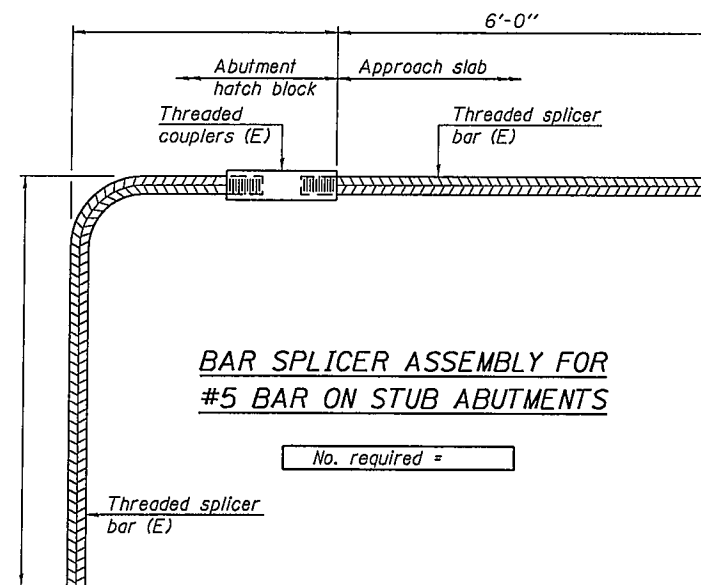 6'-0"
Abutment
hatch block
Approach slab
Threaded
couplers (E)
Threaded splicer
bar (E)
BAR SPLICER ASSEMBLY FOR
#5 BAR ON STUB ABUTMENTS
No. required =
Threaded splicer
bar (E)